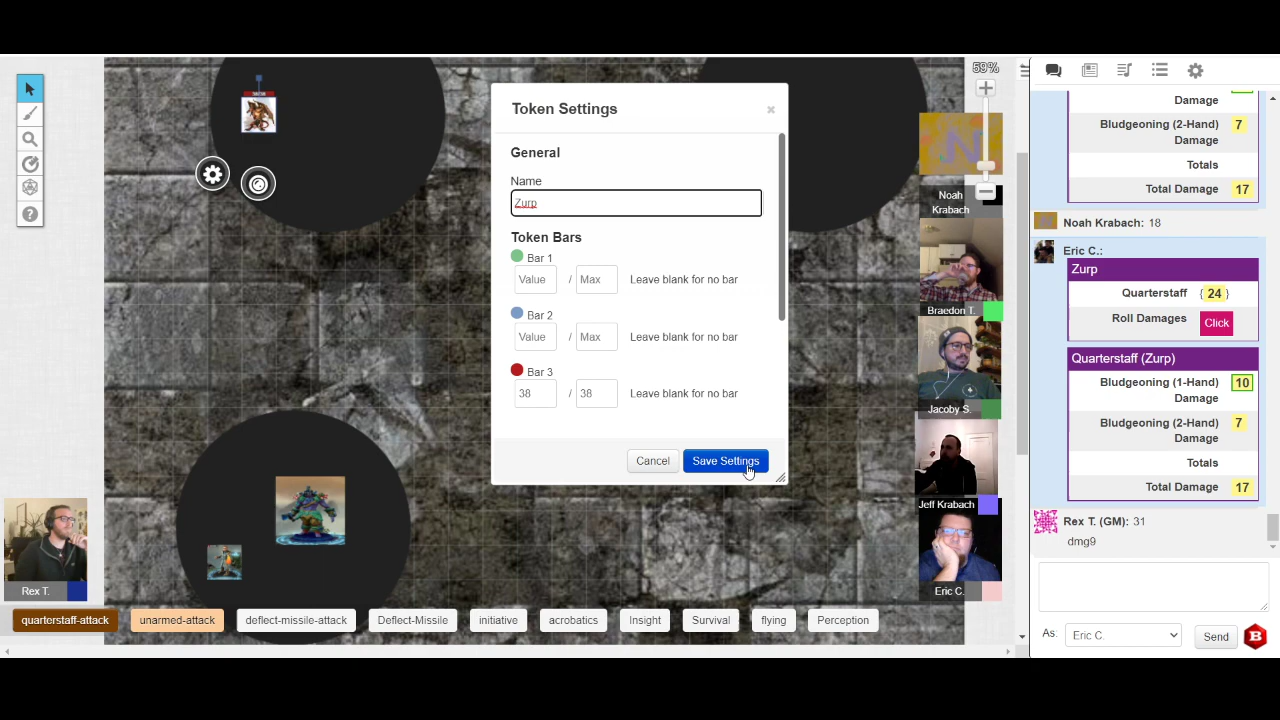 59%
Token Settings
×
General
Name
Zurp
Token Bars
Bar 1
Value / Max Leave blank for no bar
Bar 2
Value / Max Leave blank for no bar
Bar 3
38 / 38 Leave blank for no bar
Cancel
Save Settings
N
Noah
Krabach
Braedon T.
Jacoby S.
Jeff Krabach
Eric C.
Rex T.
quarterstaff-attack
unarmed-attack
deflect-missile-attack
Deflect-Missile
initiative
acrobatics
Insight
Survival
flying
Perception
Damage
Bludgeoning (2-Hand) 7
Damage
Totals
Total Damage 17
Noah Krabach: 18
Eric C.:
Zurp
Quarterstaff (24)
Roll Damages Click
Quarterstaff (Zurp)
Bludgeoning (1-Hand) 10
Damage
Bludgeoning (2-Hand) 7
Damage
Totals
Total Damage 17
Rex T. (GM): 31
dmg9
As: Eric C. Send
B